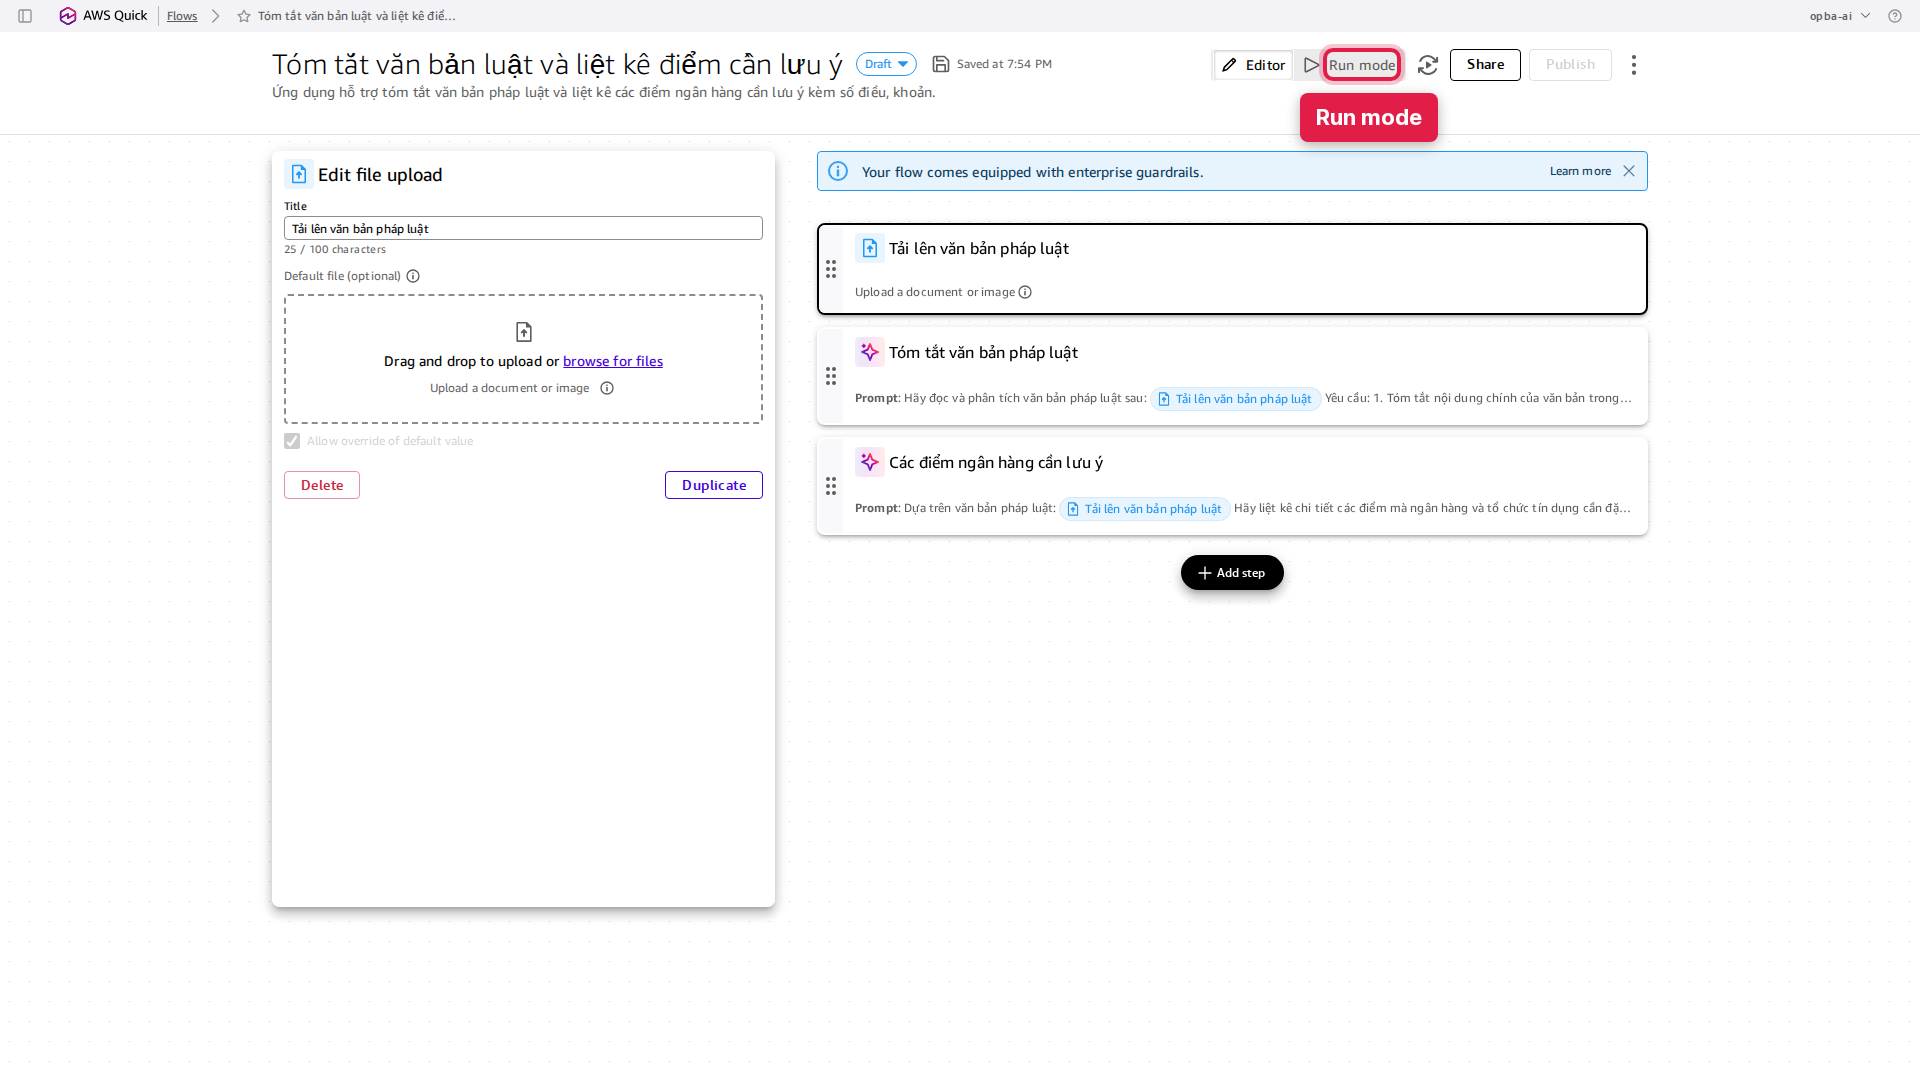 AWS Quick
Flows
Tóm tắt văn bản luật và liệt kê điể...
opba-ai
Tóm tắt văn bản luật và liệt kê điểm cần lưu ý
Draft
Saved at 7:54 PM
Editor
Run mode
Share
Publish
Ứng dụng hỗ trợ tóm tắt văn bản pháp luật và liệt kê các điểm ngân hàng cần lưu ý kèm số điều, khoản.
Run mode
Edit file upload
Title
Tải lên văn bản pháp luật
25 / 100 characters
Default file (optional)
Drag and drop to upload or browse for files
Upload a document or image
Allow override of default value
Delete
Duplicate
Your flow comes equipped with enterprise guardrails.
Learn more
Tải lên văn bản pháp luật
Upload a document or image
Tóm tắt văn bản pháp luật
Prompt: Hãy đọc và phân tích văn bản pháp luật sau: Tải lên văn bản pháp luật Yêu cầu: 1. Tóm tắt nội dung chính của văn bản trong...
Các điểm ngân hàng cần lưu ý
Prompt: Dựa trên văn bản pháp luật: Tải lên văn bản pháp luật Hãy liệt kê chi tiết các điểm mà ngân hàng và tổ chức tín dụng cần đặ...
Add step